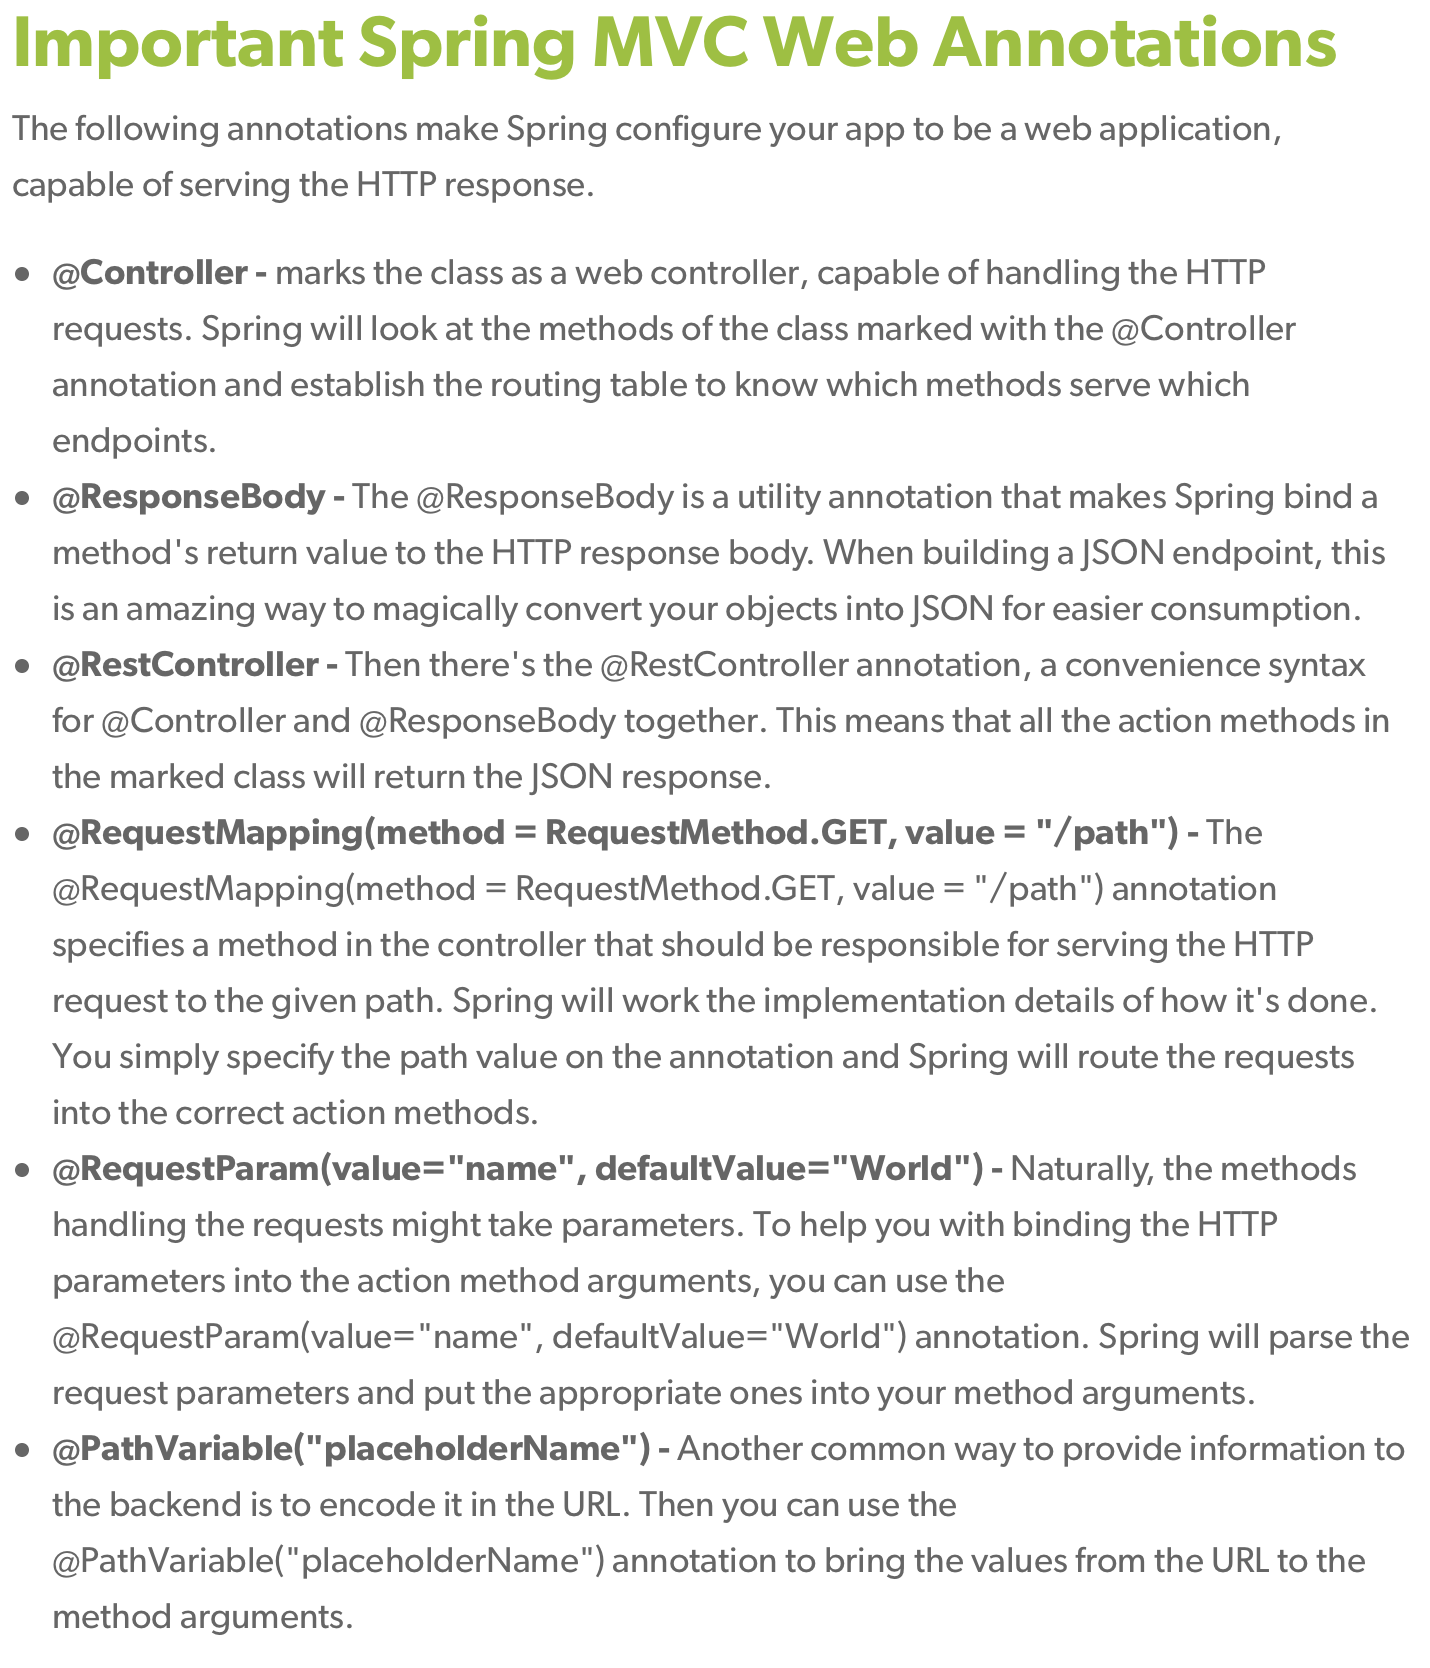 Important Spring MVC Web Annotations
The following annotations make Spring configure your app to be a web application,
capable of serving the HTTP response.
• @Controller - marks the class as a web controller, capable of handling the HTTP
requests. Spring will look at the methods of the class marked with the @Controller
annotation and establish the routing table to know which methods serve which
endpoints.
• @ResponseBody - The @ResponseBody is a utility annotation that makes Spring bind a
method's return value to the HTTP response body. When building a JSON endpoint, this
is an amazing way to magically convert your objects into JSON for easier consumption.
• @RestController - Then there's the @RestController annotation, a convenience syntax
for @Controller and @ResponseBody together. This means that all the action methods in
the marked class will return the JSON response.
• @RequestMapping(method = RequestMethod.GET, value = "/path") - The
@RequestMapping(method = RequestMethod.GET, value = "/path") annotation
specifies a method in the controller that should be responsible for serving the HTTP
request to the given path. Spring will work the implementation details of how it's done.
You simply specify the path value on the annotation and Spring will route the requests
into the correct action methods.
• @RequestParam(value="name", defaultValue="World") - Naturally, the methods
handling the requests might take parameters. To help you with binding the HTTP
parameters into the action method arguments, you can use the
@RequestParam(value="name", defaultValue="World") annotation. Spring will parse the
request parameters and put the appropriate ones into your method arguments.
• @PathVariable("placeholderName") - Another common way to provide information to
the backend is to encode it in the URL. Then you can use the
@PathVariable("placeholderName") annotation to bring the values from the URL to the
method arguments.